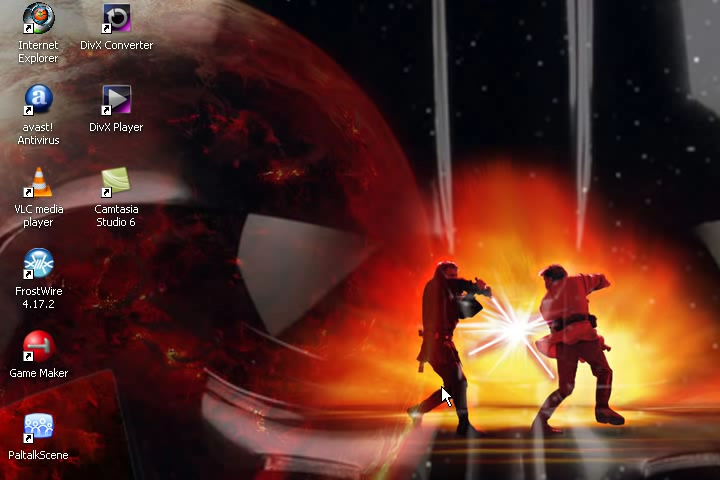 Internet
Explorer
DivX Converter
avast!
Antivirus
DivX Player
VLC media
player
Camtasia
Studio 6
FrostWire
4.17.2
Game Maker
PaltalkScene